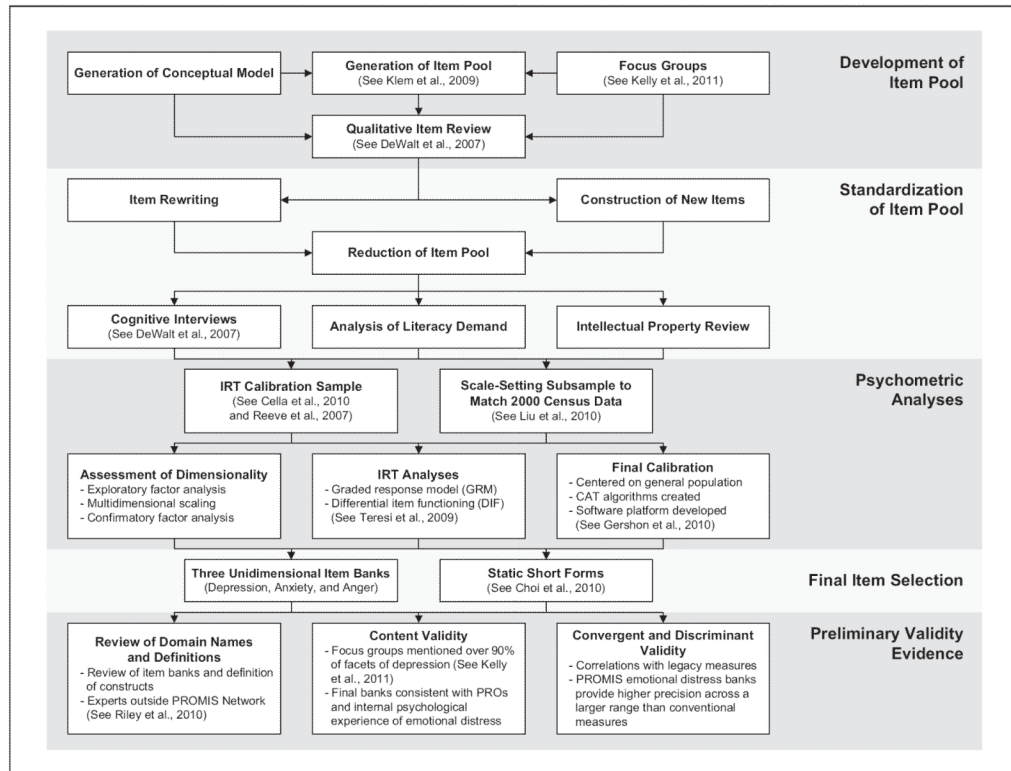 Development of
Item Pool
Generation of Conceptual Model
Generation of Item Pool
(See Klem et al., 2009)
Focus Groups
(See Kelly et al., 2011)
Qualitative Item Review
(See DeWalt et al., 2007)
Standardization
of Item Pool
Item Rewriting
Construction of New Items
Reduction of Item Pool
Cognitive Interviews
(See DeWalt et al., 2007)
Analysis of Literacy Demand
Intellectual Property Review
Psychometric
Analyses
IRT Calibration Sample
(See Cella et al., 2010
and Reeve et al., 2007)
Scale-Setting Subsample to
Match 2000 Census Data
(See Liu et al., 2010)
Assessment of Dimensionality
- Exploratory factor analysis
- Multidimensional scaling
- Confirmatory factor analysis
IRT Analyses
- Graded response model (GRM)
- Differential item functioning (DIF)
(See Teresi et al., 2009)
Final Calibration
- Centered on general population
- CAT algorithms created
- Software platform developed
(See Gershon et al., 2010)
Final Item Selection
Three Unidimensional Item Banks
(Depression, Anxiety, and Anger)
Static Short Forms
(See Choi et al., 2010)
Preliminary Validity
Evidence
Review of Domain Names
and Definitions
- Review of item banks and definition
of constructs
- Experts outside PROMIS Network
(See Riley et al., 2010)
Content Validity
- Focus groups mentioned over 90%
of facets of depression (See Kelly
et al., 2011)
- Final banks consistent with PROs
and internal psychological
experience of emotional distress
Convergent and Discriminant
Validity
- Correlations with legacy measures
- PROMIS emotional distress banks
provide higher precision across a
larger range than conventional
measures